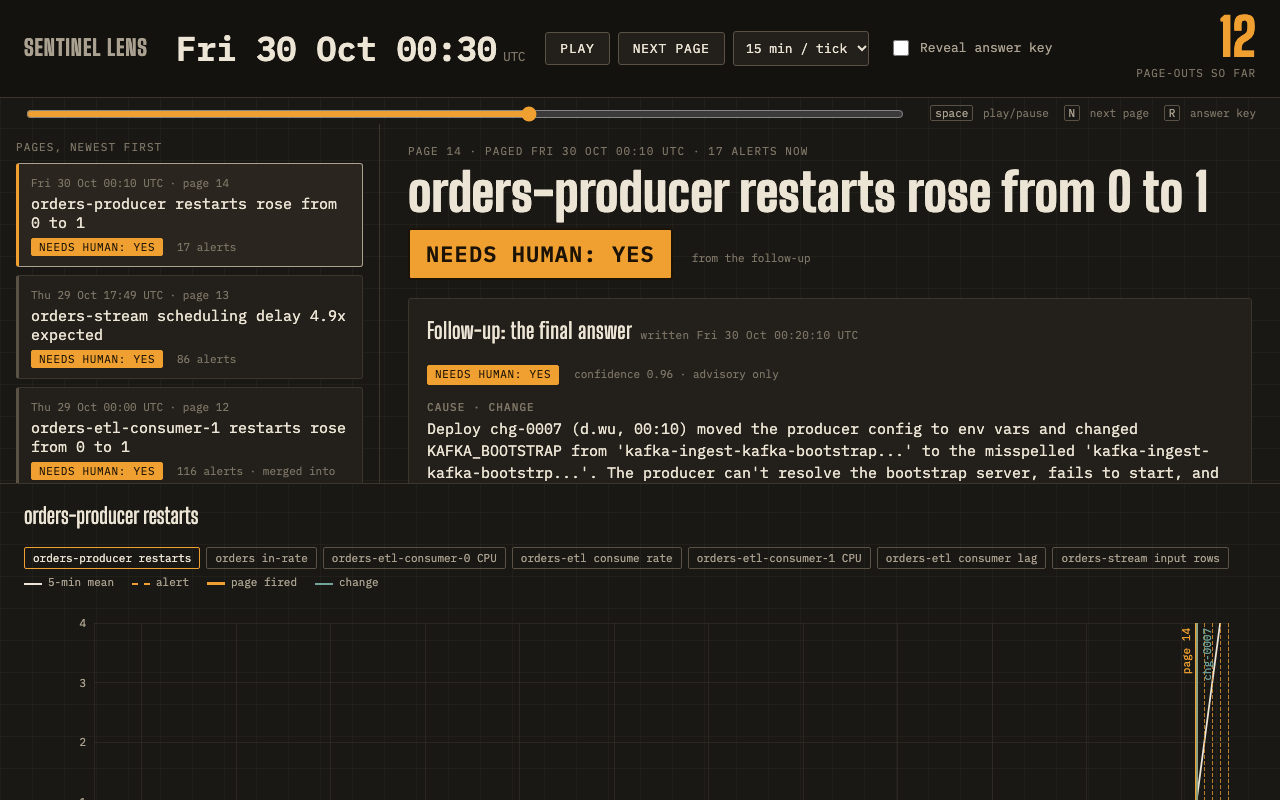 SENTINEL LENS
Fri 30 Oct 00:30 UTC
PLAY
NEXT PAGE
15 min / tick
Reveal answer key
12
PAGE-OUTS SO FAR
space play/pause N next page R answer key
PAGES, NEWEST FIRST
Fri 30 Oct 00:10 UTC · page 14
orders-producer restarts rose from
0 to 1
NEEDS HUMAN: YES 17 alerts
Thu 29 Oct 17:49 UTC · page 13
orders-stream scheduling delay 4.9x
expected
NEEDS HUMAN: YES 86 alerts
Thu 29 Oct 00:00 UTC · page 12
orders-etl-consumer-1 restarts rose
from 0 to 1
NEEDS HUMAN: YES 116 alerts · merged into
PAGE 14 · PAGED FRI 30 OCT 00:10 UTC · 17 ALERTS NOW
orders-producer restarts rose from 0 to 1
NEEDS HUMAN: YES from the follow-up
Follow-up: the final answer written Fri 30 Oct 00:20:10 UTC
NEEDS HUMAN: YES confidence 0.96 · advisory only
CAUSE · CHANGE
Deploy chg-0007 (d.wu, 00:10) moved the producer config to env vars and changed
KAFKA_BOOTSTRAP from 'kafka-ingest-kafka-bootstrap...' to the misspelled 'kafka-ingest-
kafka-bootstrp...'. The producer can't resolve the bootstrap server, fails to start, and
orders-producer restarts
orders-producer restarts
orders in-rate
orders-etl-consumer-0 CPU
orders-etl consume rate
orders-etl-consumer-1 CPU
orders-etl consumer lag
orders-stream input rows
5-min mean
alert
page fired
change
4
3
2
page 14
chg-0007